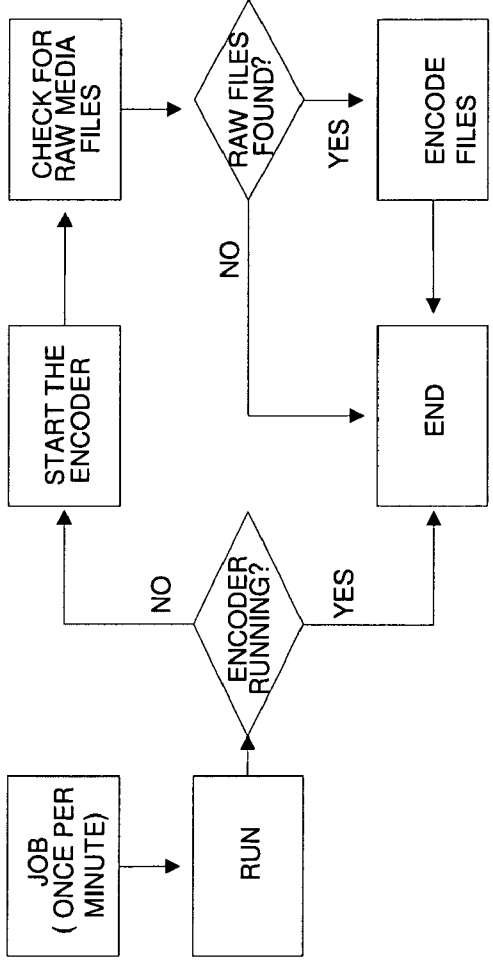 JOB
( ONCE PER
MINUTE)
RUN
ENCODER
RUNNING?
NO
YES
START THE
ENCODER
CHECK FOR
RAW MEDIA
FILES
RAW FILES
FOUND?
NO
YES
ENCODE
FILES
END